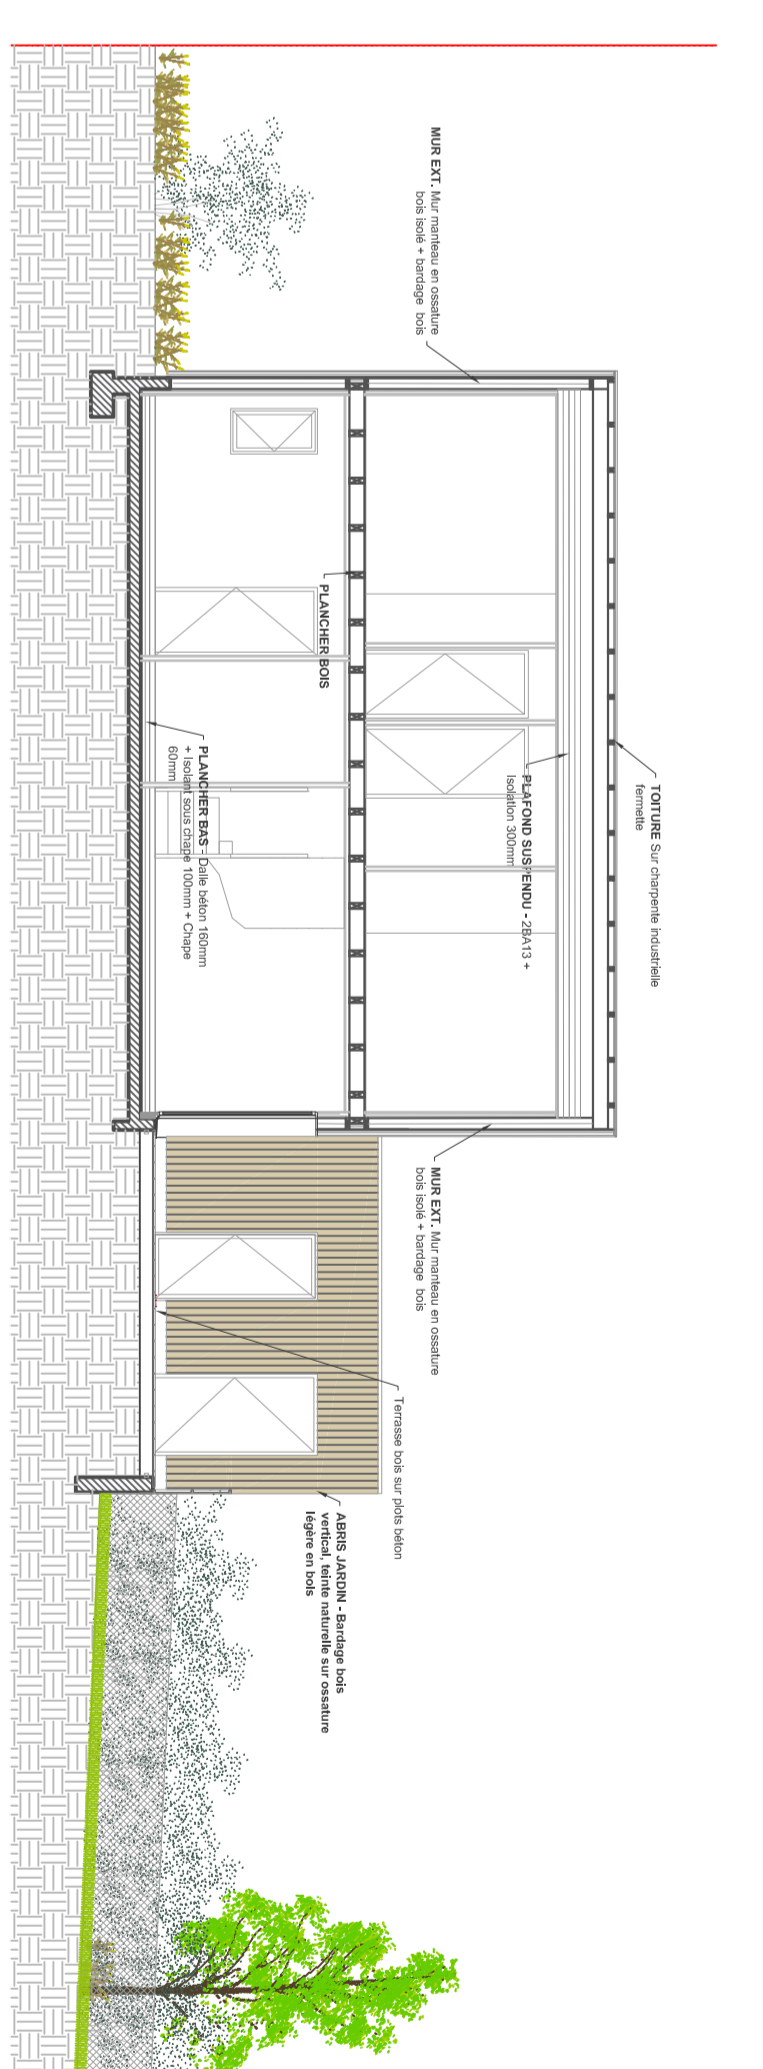 MUR EXT. Mur manteau en ossature
bois isolé + bardage bois
TOITURE Sur charpente industrielle
fermette
PLANCHER BOIS
PLAFOND SUSPENDU - 2BA13 +
Isolation 300mm
PLANCHER BAS - Dalle béton 160mm
+ Isolant sous chape 100mm + Chape
60mm
MUR EXT. Mur manteau en ossature
bois isolé + bardage bois
Terrasse bois sur plots béton
ABRIS JARDIN - Bardage bois
vertical, teinte naturelle sur ossature
légère en bois